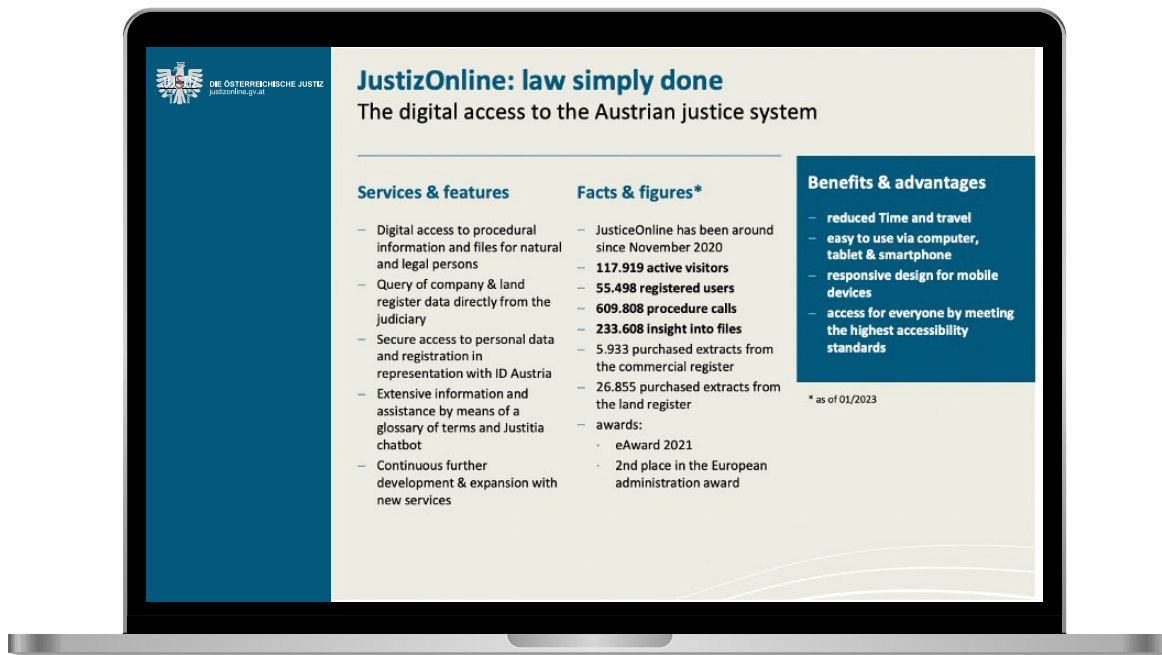 DIE ÖSTERREICHISCHE JUSTIZ
justizonline.gv.at
JustizOnline: law simply done
The digital access to the Austrian justice system
Services & features
– Digital access to procedural
information and files for natural
and legal persons
– Query of company & land
register data directly from the
judiciary
– Secure access to personal data
and registration in
representation with ID Austria
– Extensive information and
assistance by means of a
glossary of terms and Justitia
chatbot
– Continuous further
development & expansion with
new services
Facts & figures*
– JusticeOnline has been around
since November 2020
– 117.919 active visitors
– 55.498 registered users
– 609.808 procedure calls
– 233.608 insight into files
– 5.933 purchased extracts from
the commercial register
– 26.855 purchased extracts from
the land register
– awards:
· eAward 2021
· 2nd place in the European
administration award
Benefits & advantages
– reduced Time and travel
– easy to use via computer,
tablet & smartphone
– responsive design for mobile
devices
– access for everyone by meeting
the highest accessibility
standards
* as of 01/2023